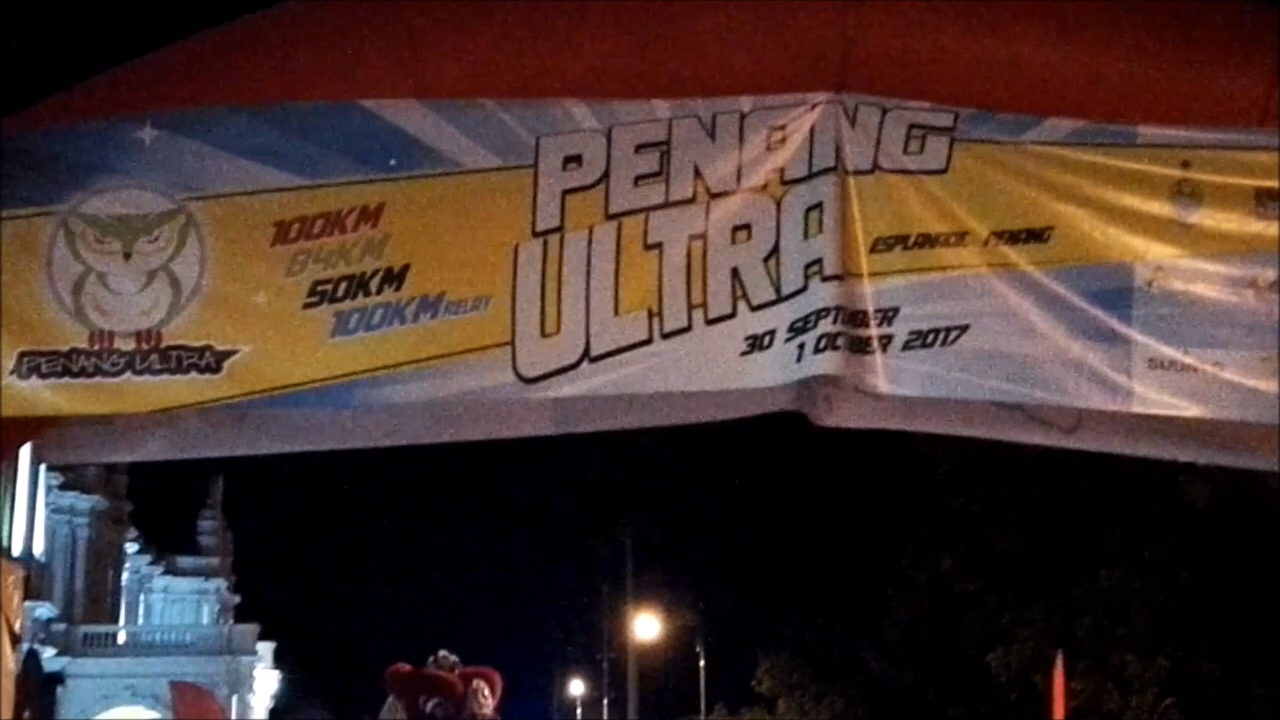 PENANG ULTRA
100KM
84KM
50KM
100KM RELAY
PENANG
ULTRA
ESPLANADE PENANG
30 SEPTEMBER
1 OCTOBER 2017